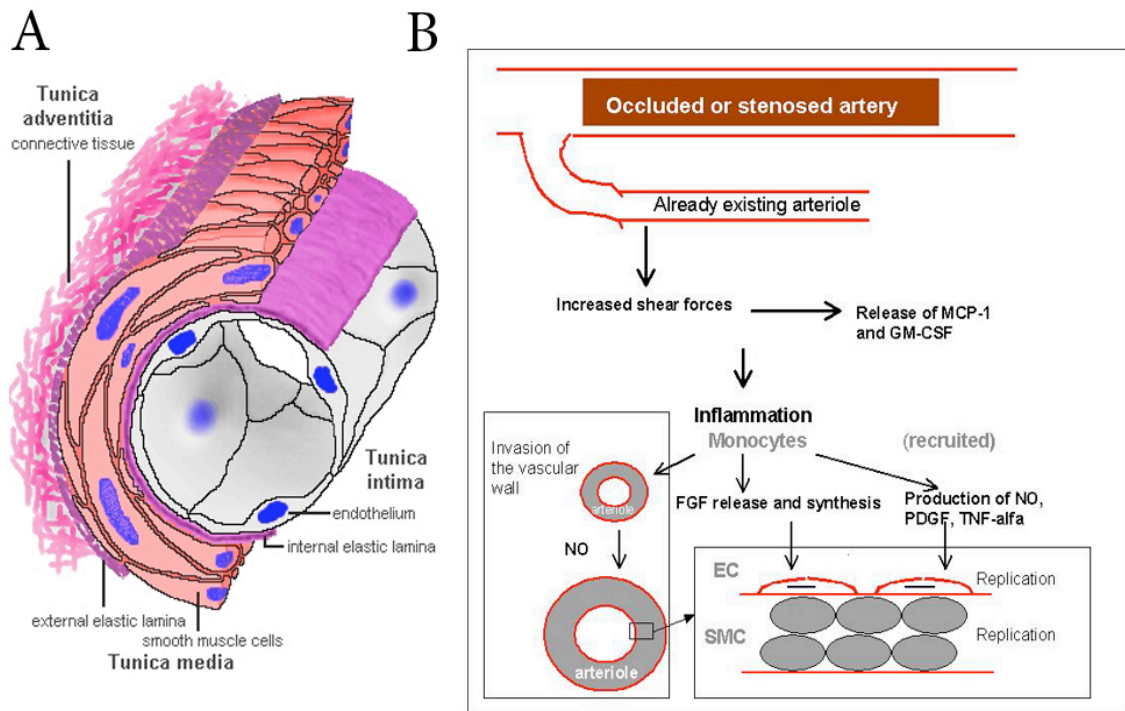 A
Tunica
adventitia
connective tissue
Tunica
intima
endothelium
internal elastic lamina
external elastic lamina
smooth muscle cells
Tunica media
B
Occluded or stenosed artery
Already existing arteriole
Increased shear forces
Release of MCP-1
and GM-CSF
Inflammation
Monocytes (recruited)
Invasion of
the vascular
wall
arteriole
FGF release and synthesis
Production of NO,
PDGF, TNF-alfa
NO
EC
Replication
SMC
Replication
arteriole